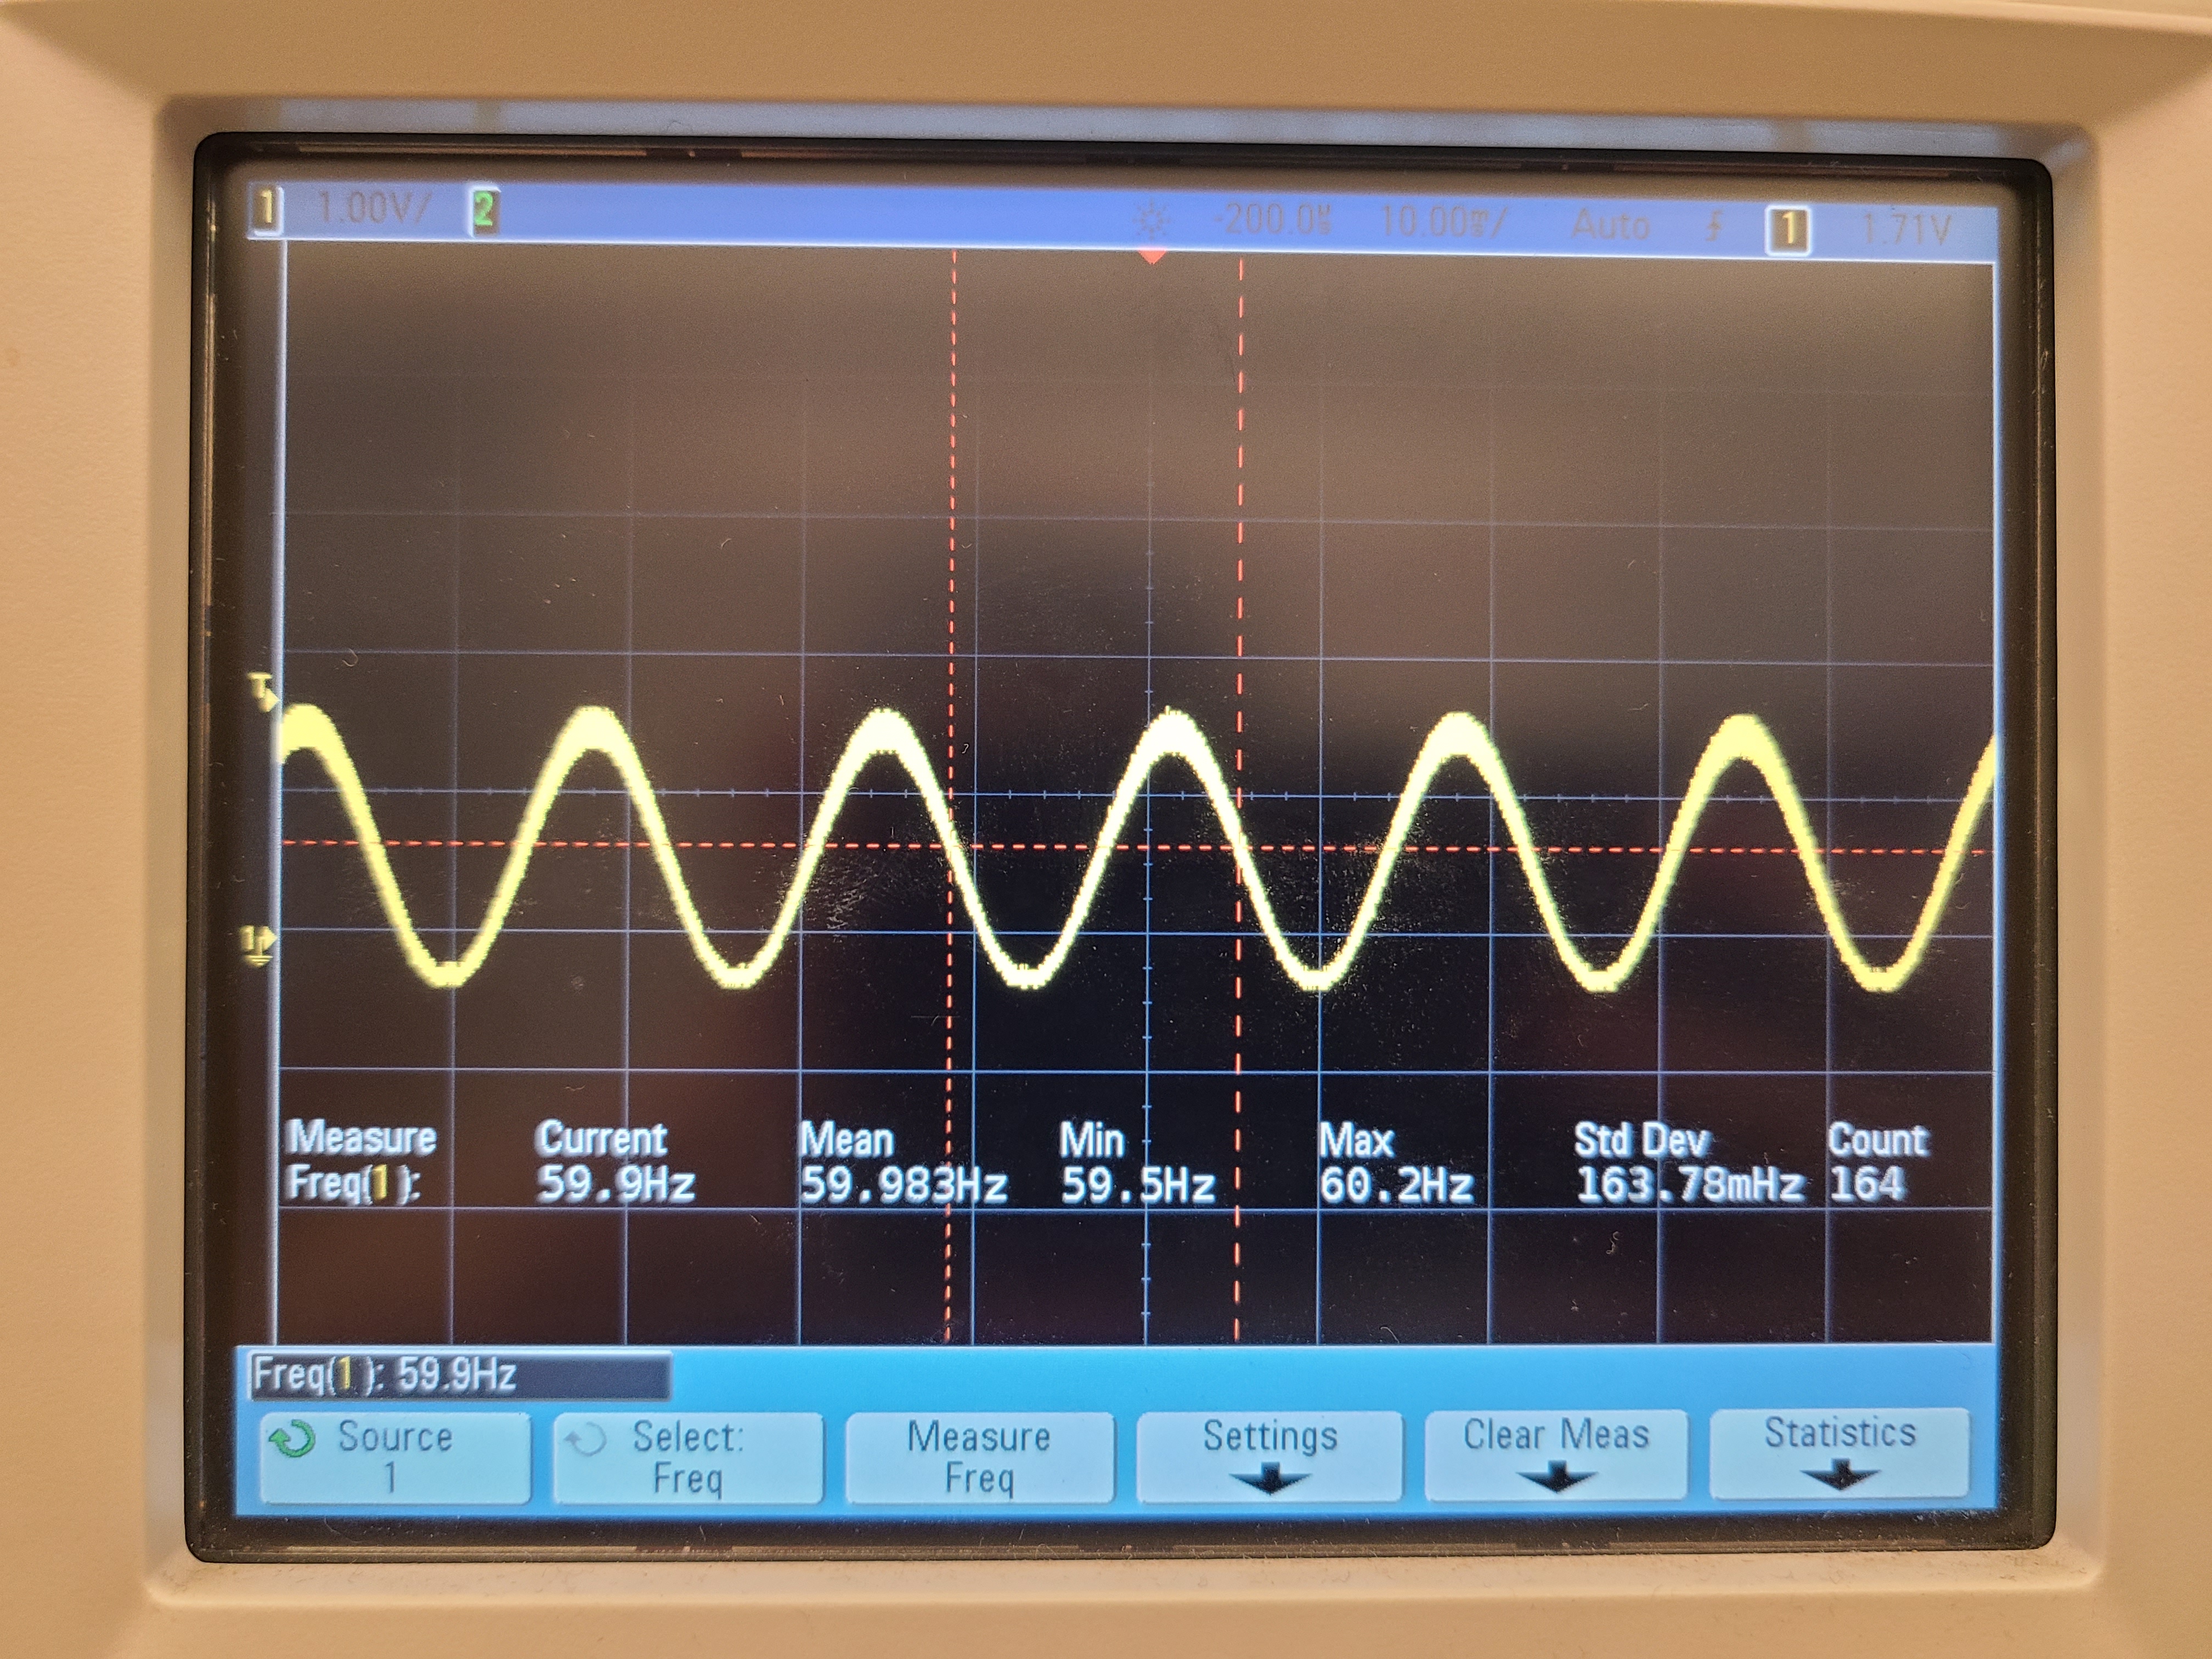 1 1.00V/ 2 -200.0µs 10.00ms/ Auto 1 1.71V
T
1
Measure Current Mean Min Max Std Dev Count
Freq(1): 59.9Hz 59.983Hz 59.5Hz 60.2Hz 163.78mHz 164
Freq(1): 59.9Hz
Source Select: Measure Settings Clear Meas Statistics
1 Freq Freq